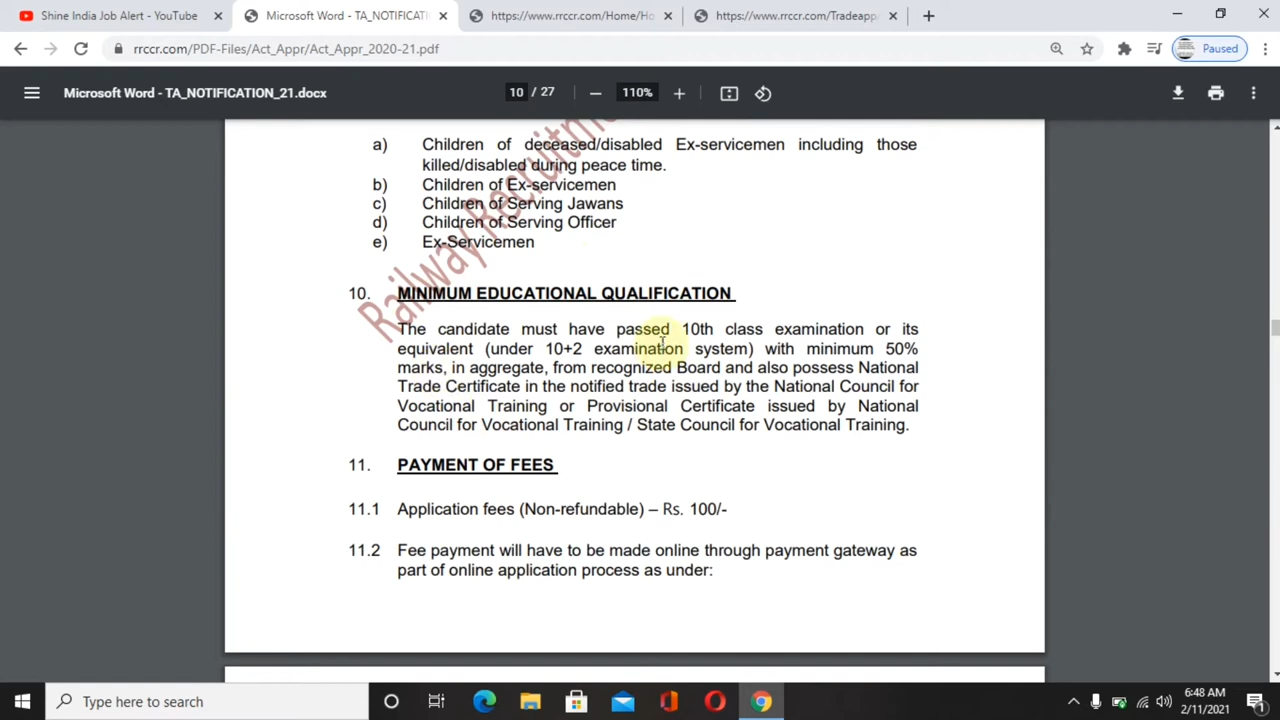 Shine India Job Alert - YouTube
Microsoft Word - TA_NOTIFICATI
https://www.rrccr.com/Home/Ho
https://www.rrccr.com/Tradeapp/
rrccr.com/PDF-Files/Act_Appr/Act_Appr_2020-21.pdf
Paused
Microsoft Word - TA_NOTIFICATION_21.docx
10 / 27
110%
a) Children of deceased/disabled Ex-servicemen including those
killed/disabled during peace time.
b) Children of Ex-servicemen
c) Children of Serving Jawans
d) Children of Serving Officer
e) Ex-Servicemen
Railway Recruitm
10. MINIMUM EDUCATIONAL QUALIFICATION
The candidate must have passed 10th class examination or its
equivalent (under 10+2 examination system) with minimum 50%
marks, in aggregate, from recognized Board and also possess National
Trade Certificate in the notified trade issued by the National Council for
Vocational Training or Provisional Certificate issued by National
Council for Vocational Training / State Council for Vocational Training.
11. PAYMENT OF FEES
11.1 Application fees (Non-refundable) – Rs. 100/-
11.2 Fee payment will have to be made online through payment gateway as
part of online application process as under:
Type here to search
6:48 AM
2/11/2021
1